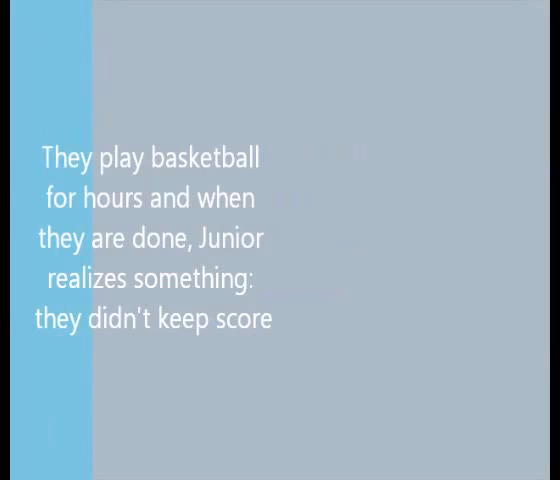 They play basketball
for hours and when
they are done, Junior
realizes something:
they didn't keep score